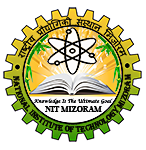 राष्ट्रीय प्रौद्योगिकी संस्थान मिज़ोरम
Knowledge Is The Ultimate Goal
NIT MIZORAM
NATIONAL INSTITUTE OF TECHNOLOGY MIZORAM